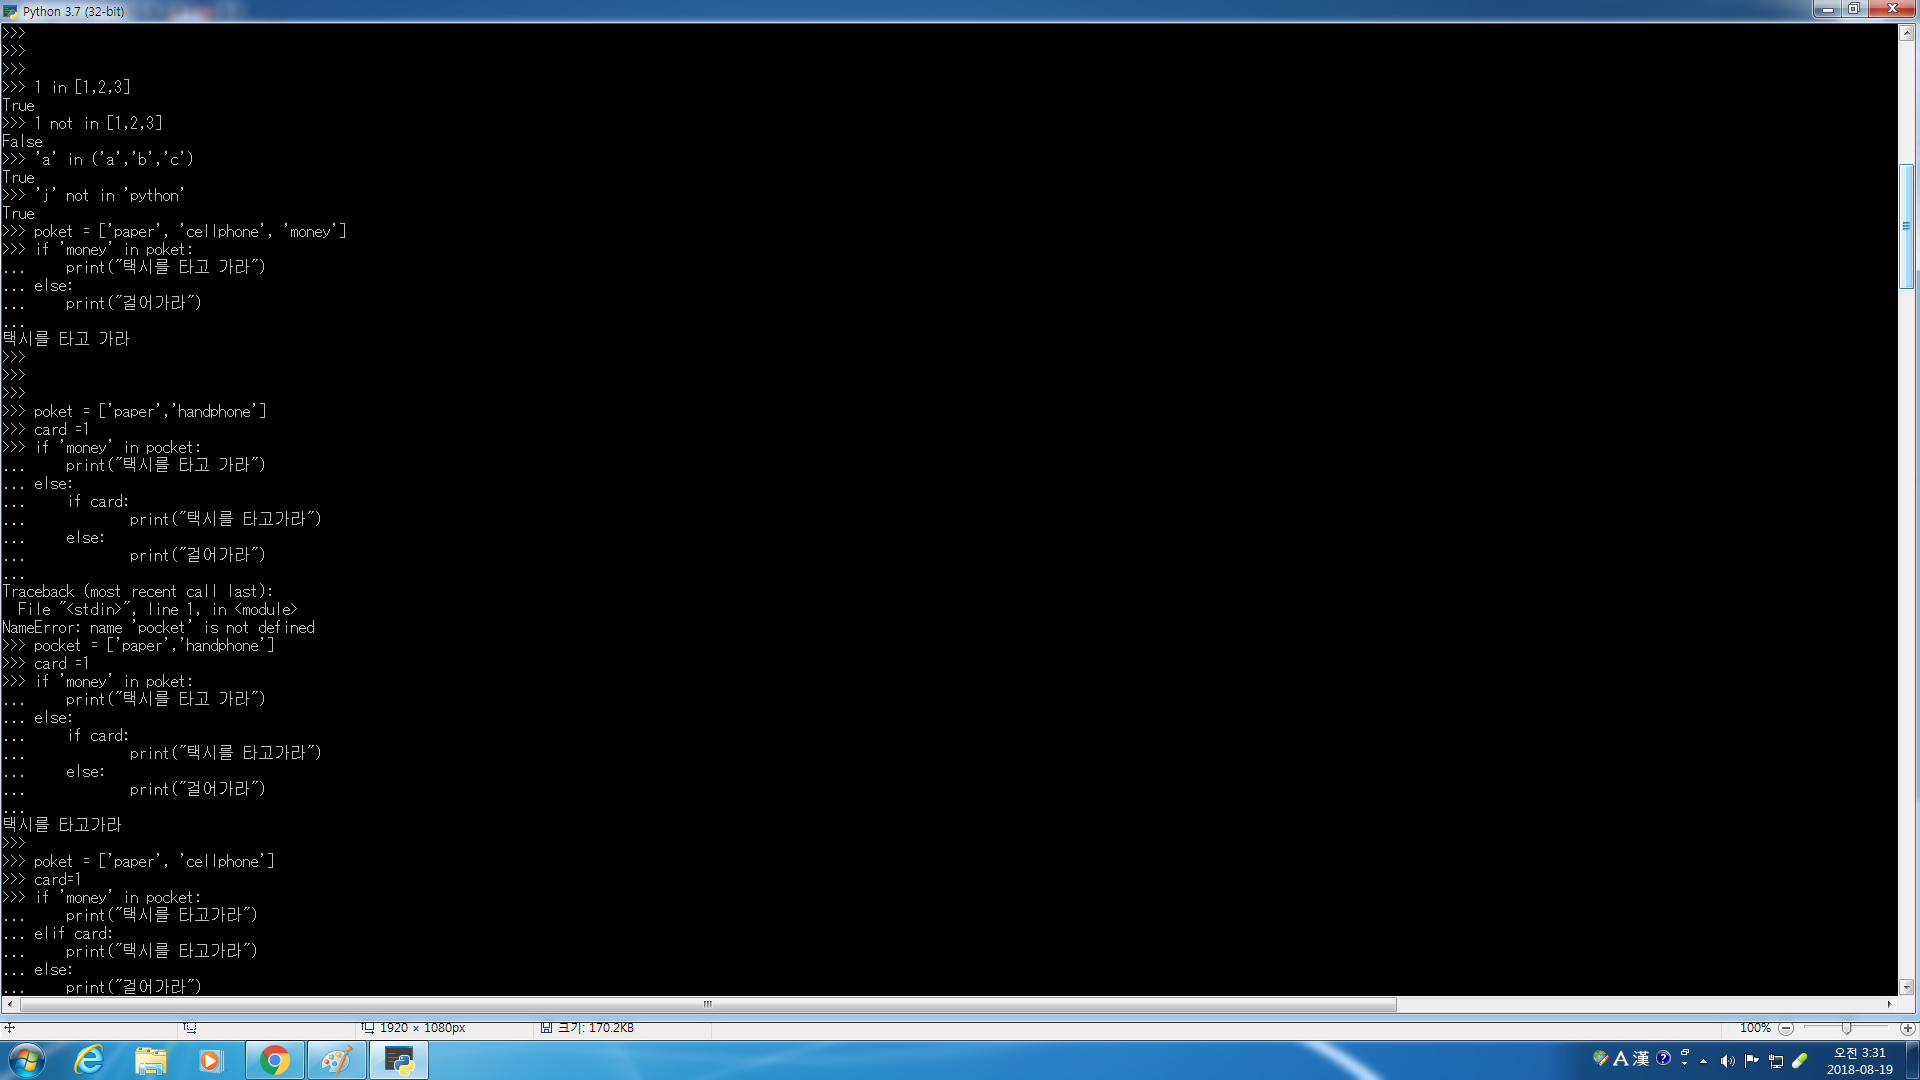 Python 3.7 (32-bit)
>>>
>>>
>>>
>>> 1 in [1,2,3]
True
>>> 1 not in [1,2,3]
False
>>> 'a' in ('a','b','c')
True
>>> 'j' not in 'python'
True
>>> poket = ['paper', 'cellphone', 'money']
>>> if 'money' in poket:
...     print("택시를 타고 가라")
... else:
...     print("걸어가라")
...
택시를 타고 가라
>>>
>>>
>>>
>>> poket = ['paper','handphone']
>>> card =1
>>> if 'money' in pocket:
...     print("택시를 타고 가라")
... else:
...     if card:
...             print("택시를 타고가라")
...     else:
...             print("걸어가라")
...
Traceback (most recent call last):
  File "<stdin>", line 1, in <module>
NameError: name 'pocket' is not defined
>>> pocket = ['paper','handphone']
>>> card =1
>>> if 'money' in poket:
...     print("택시를 타고 가라")
... else:
...     if card:
...             print("택시를 타고가라")
...     else:
...             print("걸어가라")
...
택시를 타고가라
>>>
>>> poket = ['paper', 'cellphone']
>>> card=1
>>> if 'money' in pocket:
...     print("택시를 타고가라")
... elif card:
...     print("택시를 타고가라")
... else:
...     print("걸어가라")
1920 × 1080px 크기: 170.2KB 100%
A 漢 오전 3:31
2018-08-19